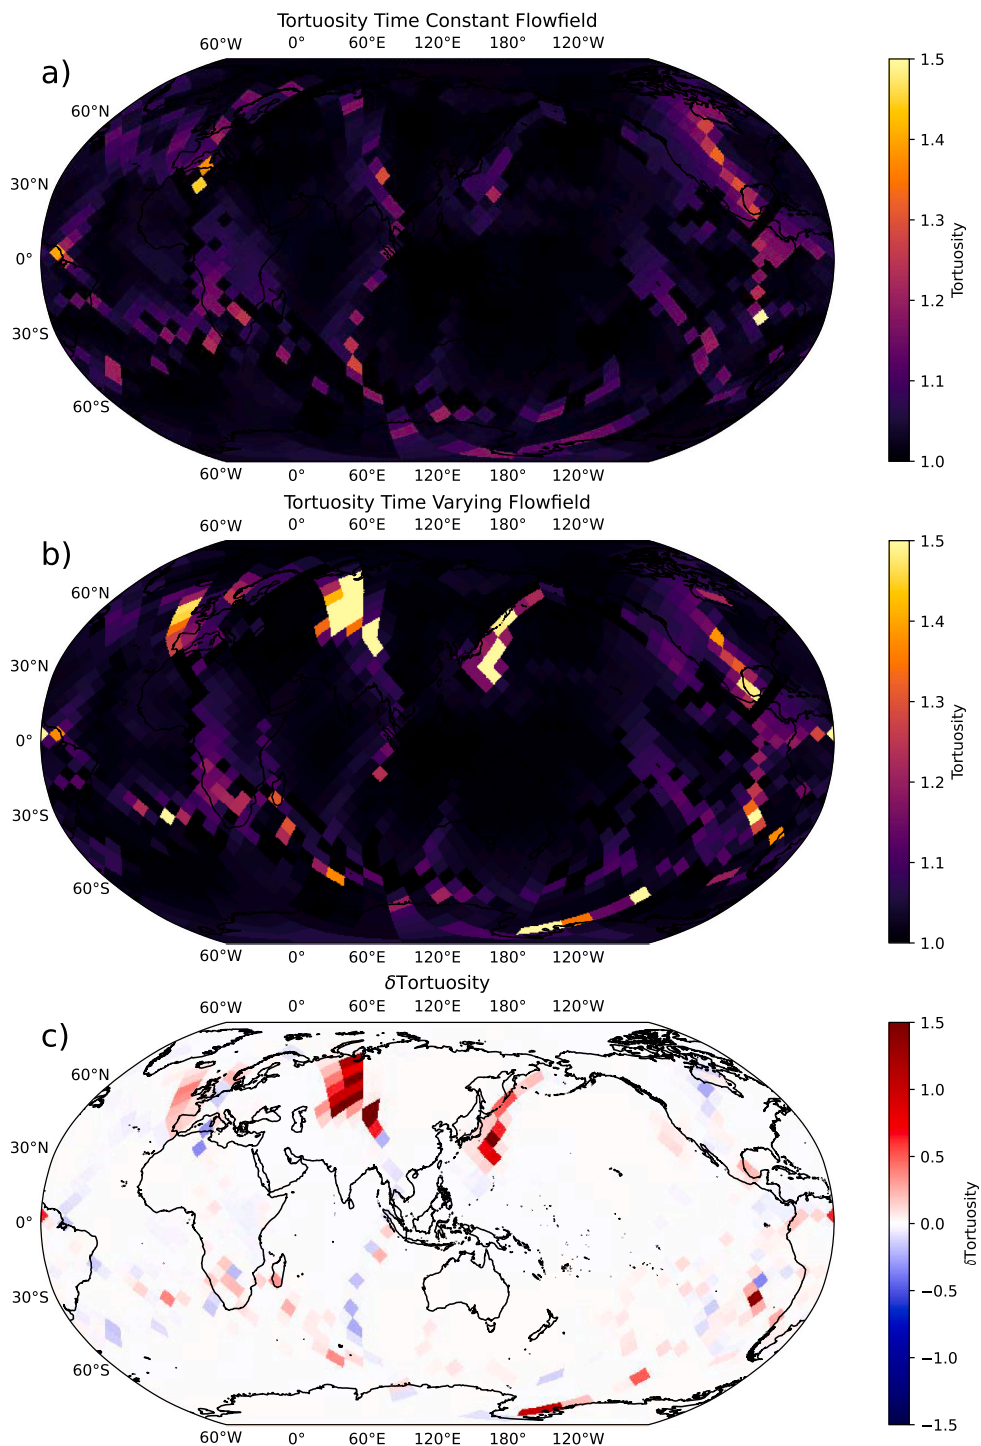 Tortuosity Time Constant Flowfield
60°W 0° 60°E 120°E 180° 120°W
a)
60°N
30°N
0°
30°S
60°S
60°W 0° 60°E 120°E 180° 120°W
1.5
1.4
1.3
1.2
1.1
1.0
Tortuosity
Tortuosity Time Varying Flowfield
60°W 0° 60°E 120°E 180° 120°W
b)
60°N
30°N
0°
30°S
60°S
60°W 0° 60°E 120°E 180° 120°W
1.5
1.4
1.3
1.2
1.1
1.0
Tortuosity
δTortuosity
60°W 0° 60°E 120°E 180° 120°W
c)
60°N
30°N
0°
30°S
60°S
60°W 0° 60°E 120°E 180° 120°W
1.5
1.0
0.5
0.0
−0.5
−1.0
−1.5
δTortuosity